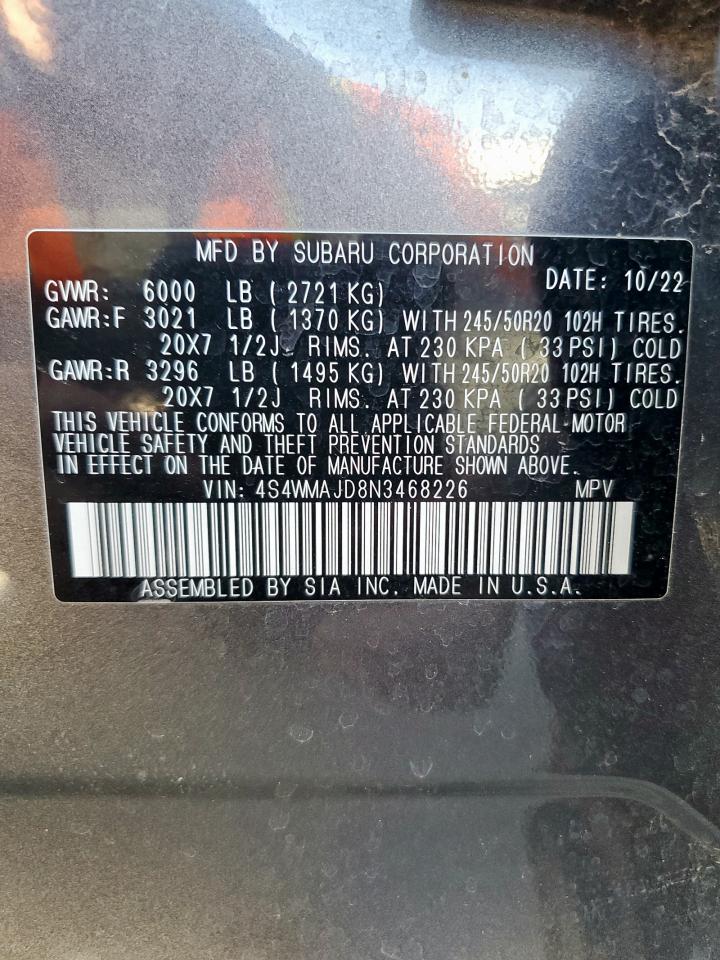 MFD BY SUBARU CORPORATION
DATE: 10/22
GVWR: 6000 LB ( 2721 KG)
GAWR:F 3021 LB ( 1370 KG) WITH 245/50R20 102H TIRES.
20X7 1/2J RIMS. AT 230 KPA ( 33 PSI) COLD
GAWR:R 3296 LB ( 1495 KG) WITH 245/50R20 102H TIRES.
20X7 1/2J RIMS. AT 230 KPA ( 33 PSI) COLD
THIS VEHICLE CONFORMS TO ALL APPLICABLE FEDERAL-MOTOR
VEHICLE SAFETY AND THEFT PREVENTION STANDARDS
IN EFFECT ON THE DATE OF MANUFACTURE SHOWN ABOVE.
VIN: 4S4WMAJD8N3468226 MPV
ASSEMBLED BY SIA INC. MADE IN U.S.A.